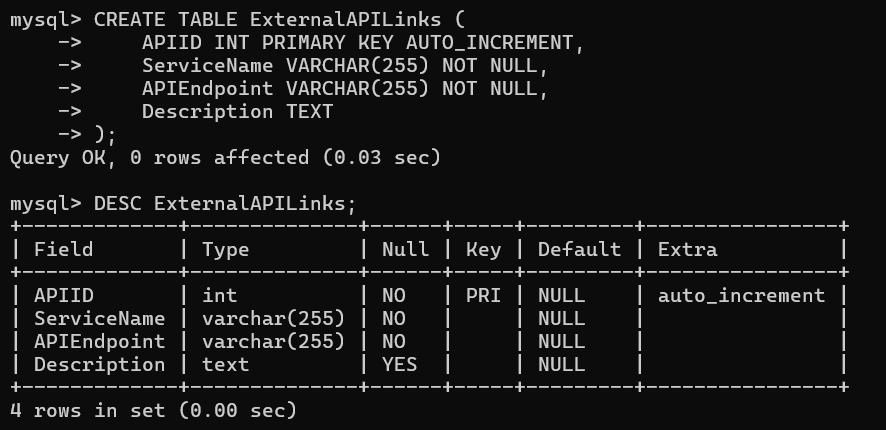 mysql> CREATE TABLE ExternalAPILinks (
    ->     APIID INT PRIMARY KEY AUTO_INCREMENT,
    ->     ServiceName VARCHAR(255) NOT NULL,
    ->     APIEndpoint VARCHAR(255) NOT NULL,
    ->     Description TEXT
    -> );
Query OK, 0 rows affected (0.03 sec)

mysql> DESC ExternalAPILinks;
+-------------+--------------+------+-----+---------+----------------+
| Field       | Type         | Null | Key | Default | Extra          |
+-------------+--------------+------+-----+---------+----------------+
| APIID       | int          | NO   | PRI | NULL    | auto_increment |
| ServiceName | varchar(255) | NO   |     | NULL    |                |
| APIEndpoint | varchar(255) | NO   |     | NULL    |                |
| Description | text         | YES  |     | NULL    |                |
+-------------+--------------+------+-----+---------+----------------+
4 rows in set (0.00 sec)